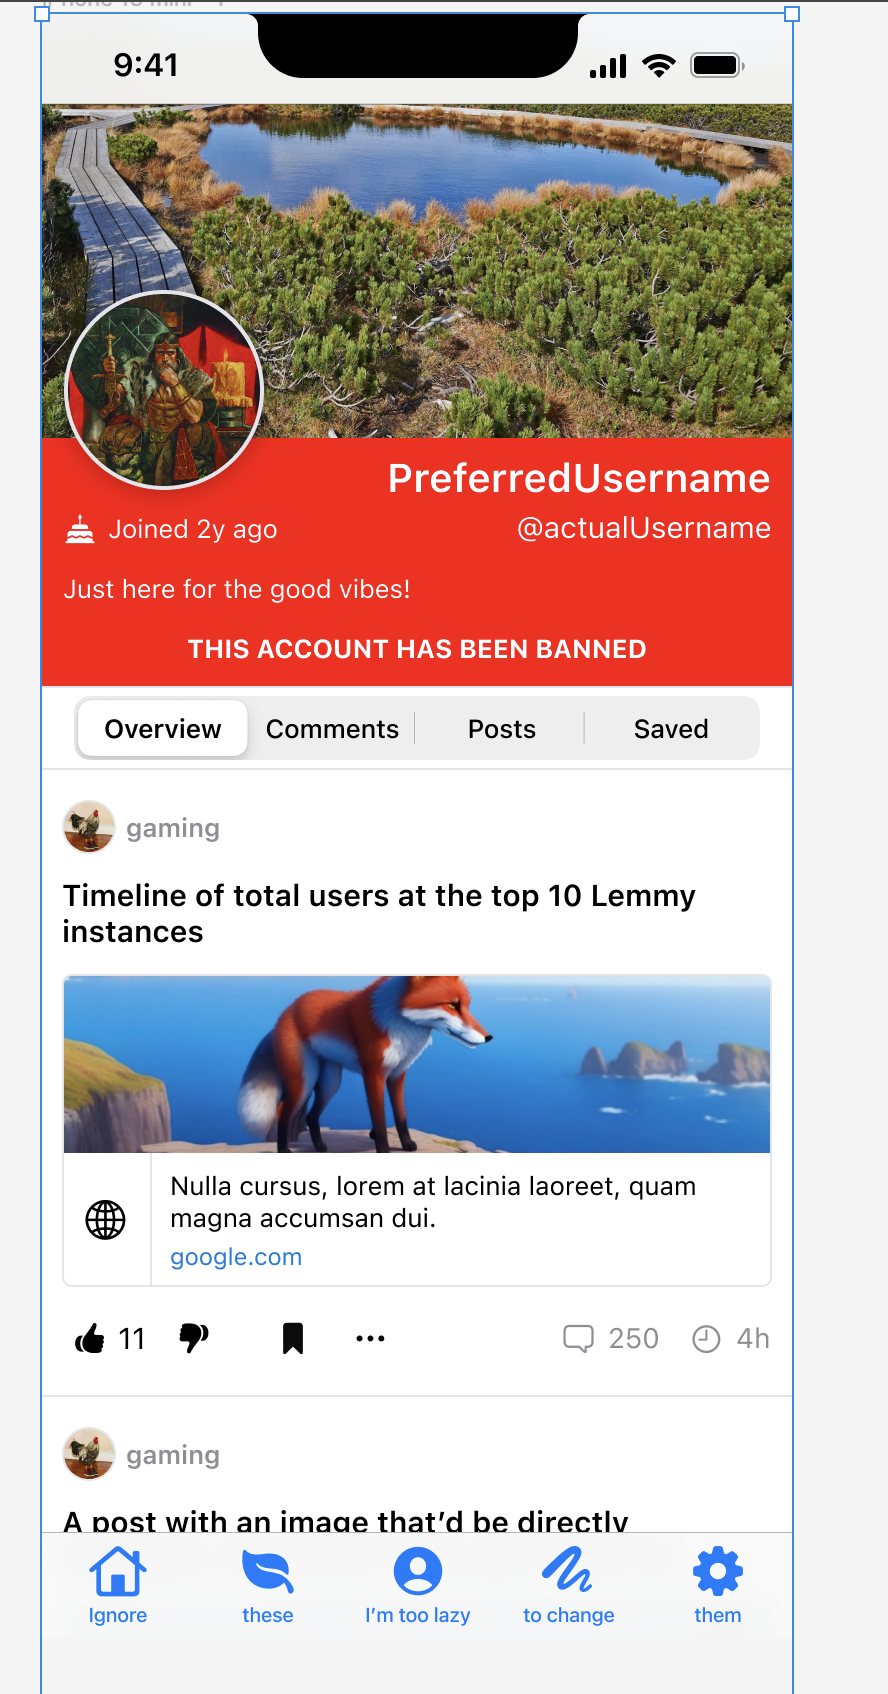 9:41
PreferredUsername
@actualUsername
Joined 2y ago
Just here for the good vibes!
THIS ACCOUNT HAS BEEN BANNED
Overview
Comments
Posts
Saved
gaming
Timeline of total users at the top 10 Lemmy
instances
Nulla cursus, lorem at lacinia laoreet, quam
magna accumsan dui.
google.com
11
250
4h
gaming
A post with an image that’d be directly
Ignore
these
I’m too lazy
to change
them